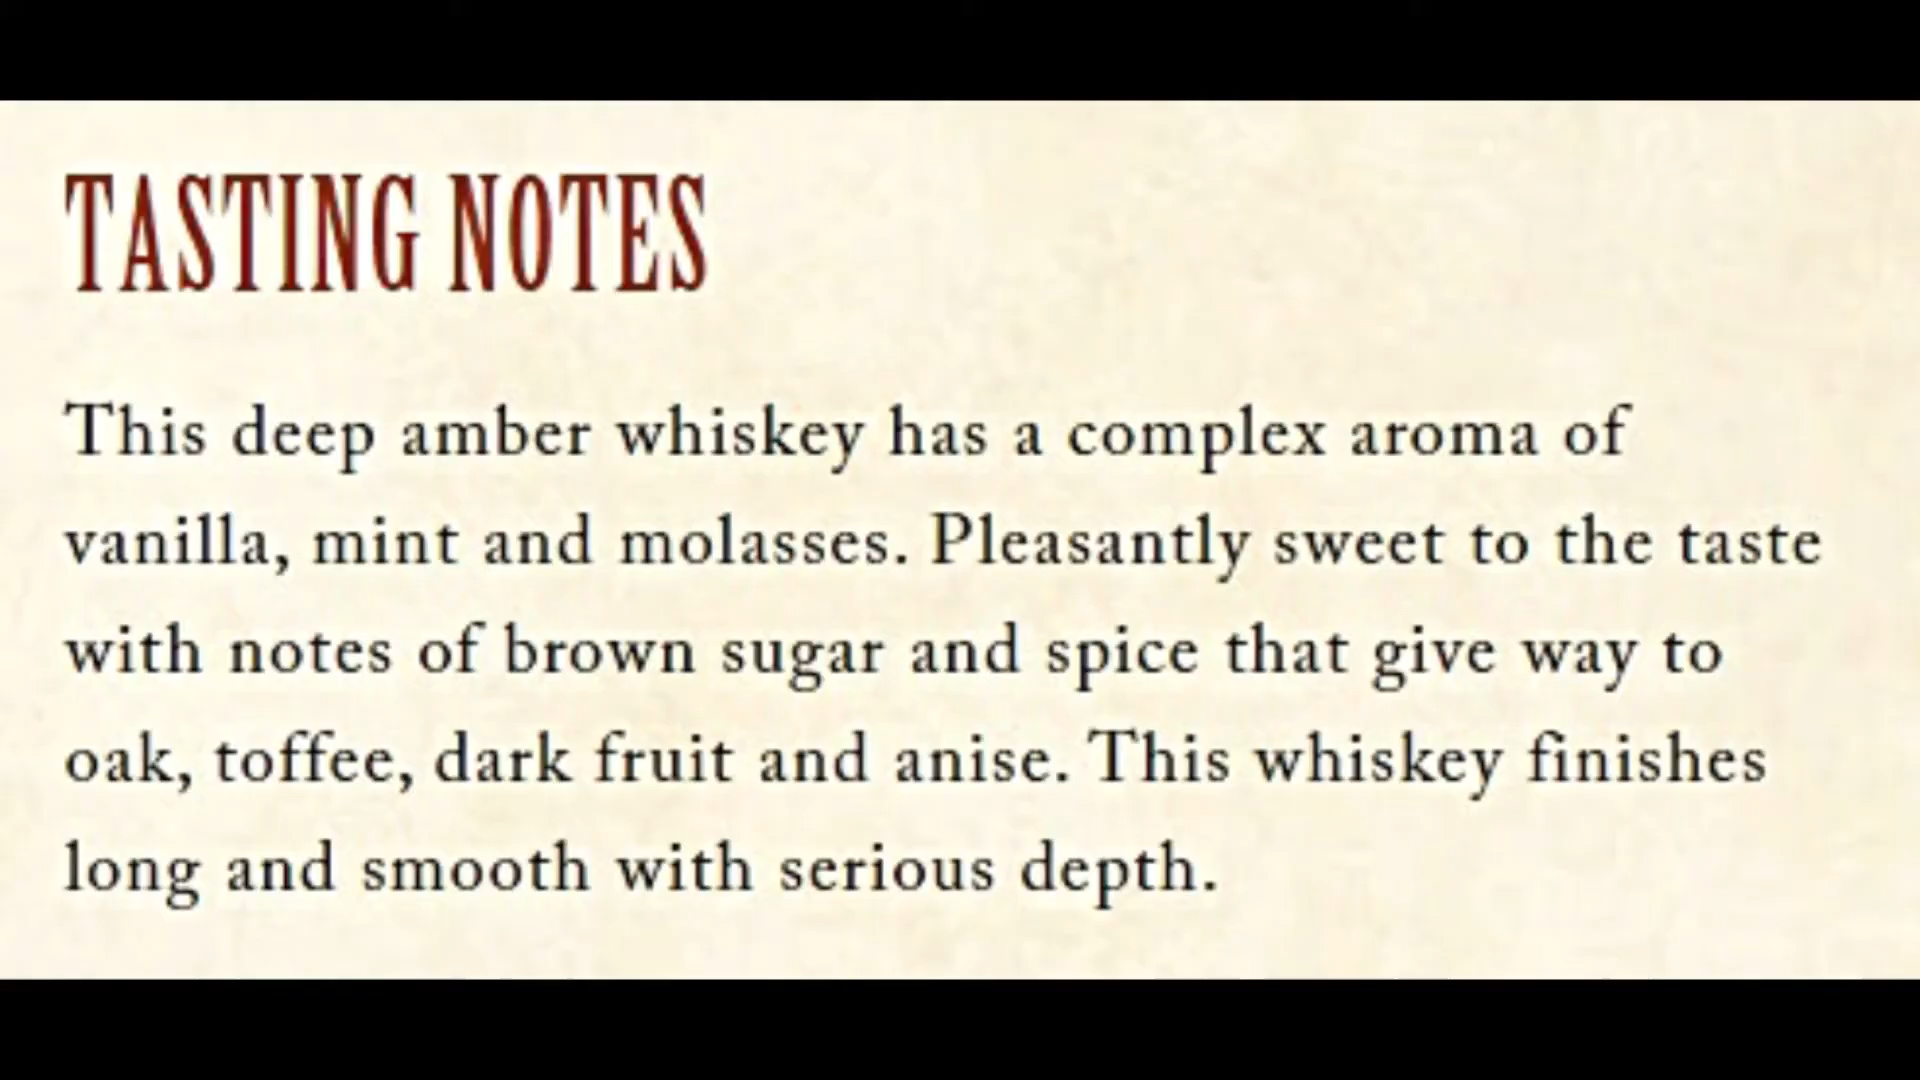 TASTING NOTES
This deep amber whiskey has a complex aroma of
vanilla, mint and molasses. Pleasantly sweet to the taste
with notes of brown sugar and spice that give way to
oak, toffee, dark fruit and anise. This whiskey finishes
long and smooth with serious depth.